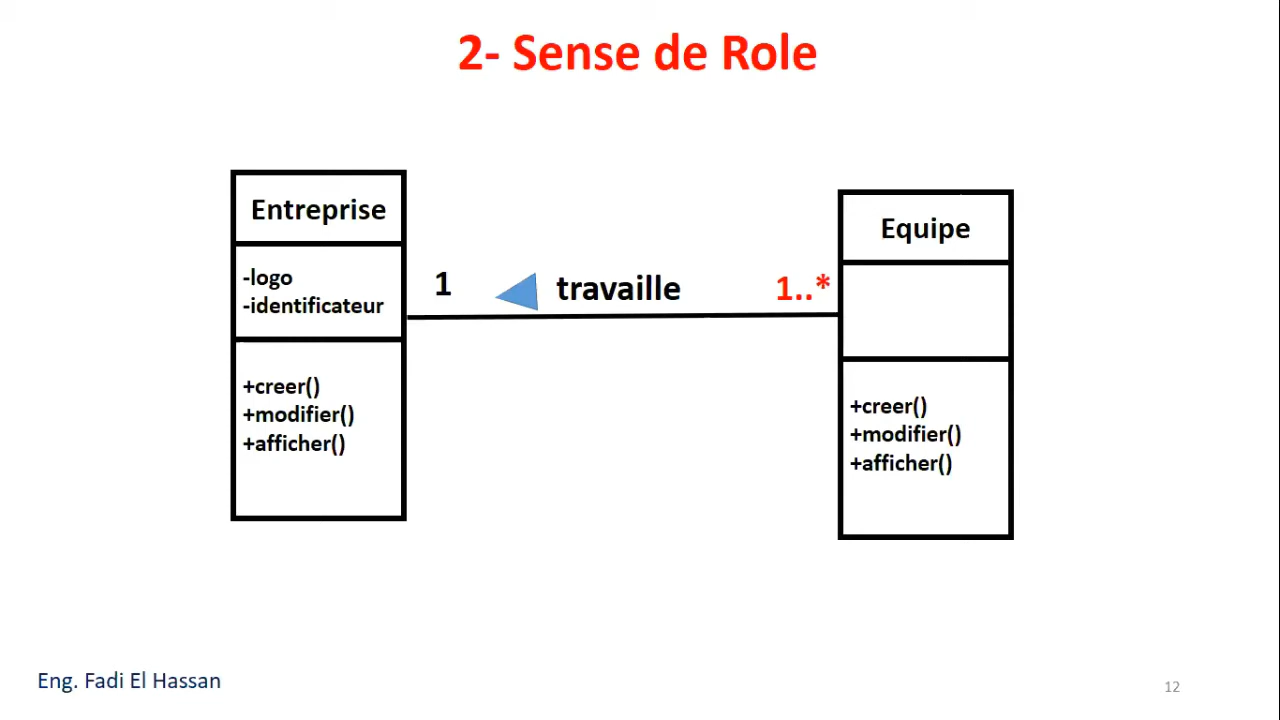 2- Sense de Role
Entreprise
-logo
-identificateur
+creer()
+modifier()
+afficher()
1
travaille
1..*
Equipe
+creer()
+modifier()
+afficher()
Eng. Fadi El Hassan
12